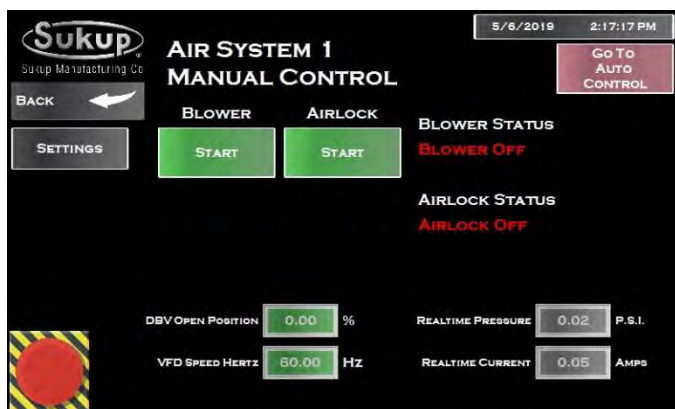 Sukup
Sukup Manufacturing Co
5/6/2019 2:17:17 PM
AIR SYSTEM 1
MANUAL CONTROL
GO TO
AUTO
CONTROL
BACK
SETTINGS
BLOWER AIRLOCK
START START
BLOWER STATUS
BLOWER OFF
AIRLOCK STATUS
AIRLOCK OFF
DBV OPEN POSITION 0.00 %
REALTIME PRESSURE 0.02 P.S.I.
VFD SPEED HERTZ 60.00 HZ
REALTIME CURRENT 0.05 AMPS